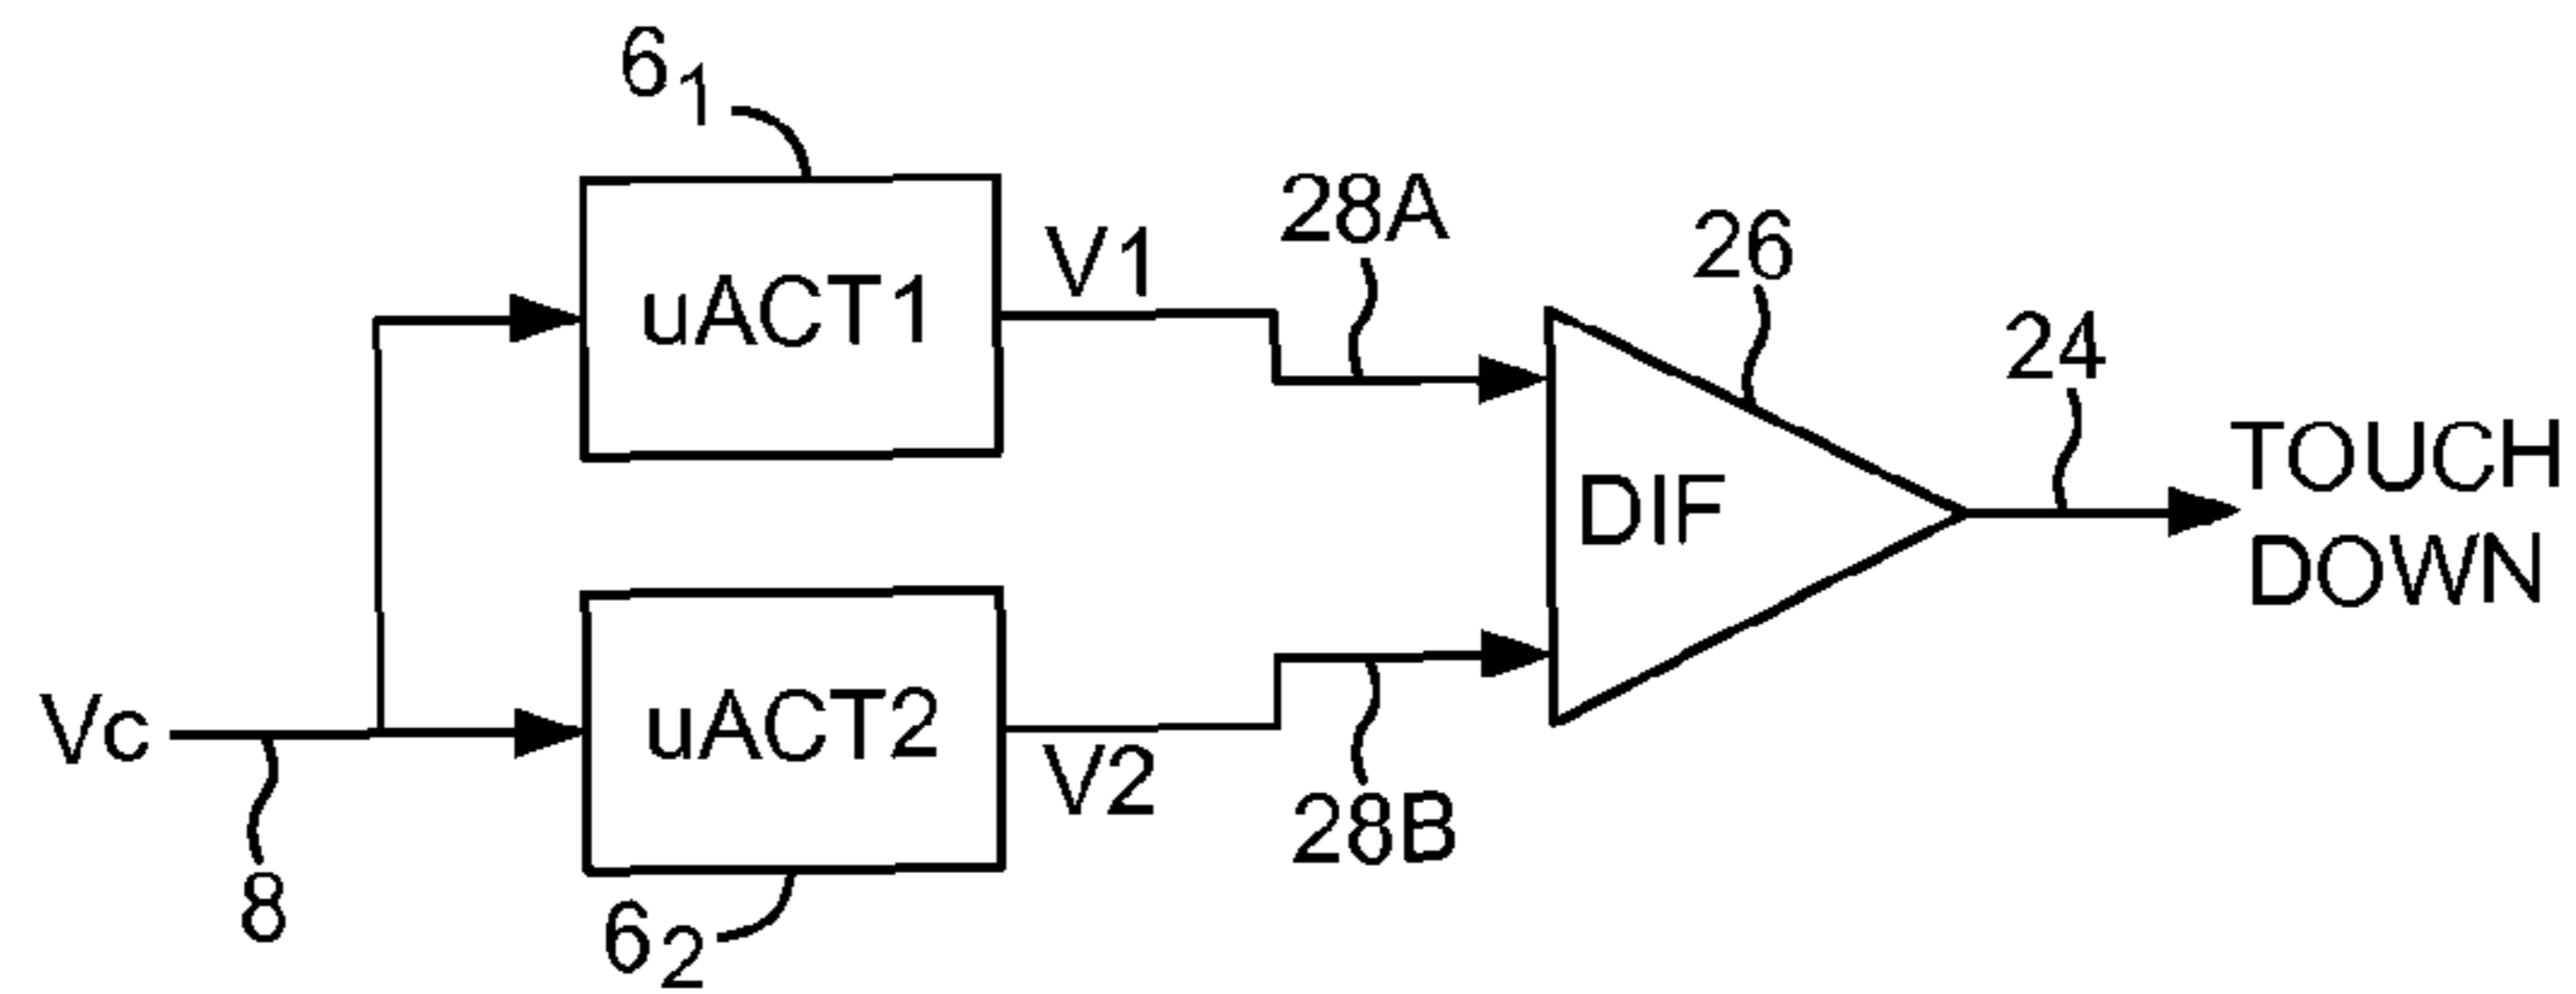 6₁
uACT1
V1
28A
26
DIF
24
TOUCH
DOWN
Vc
8
uACT2
V2
28B
6₂